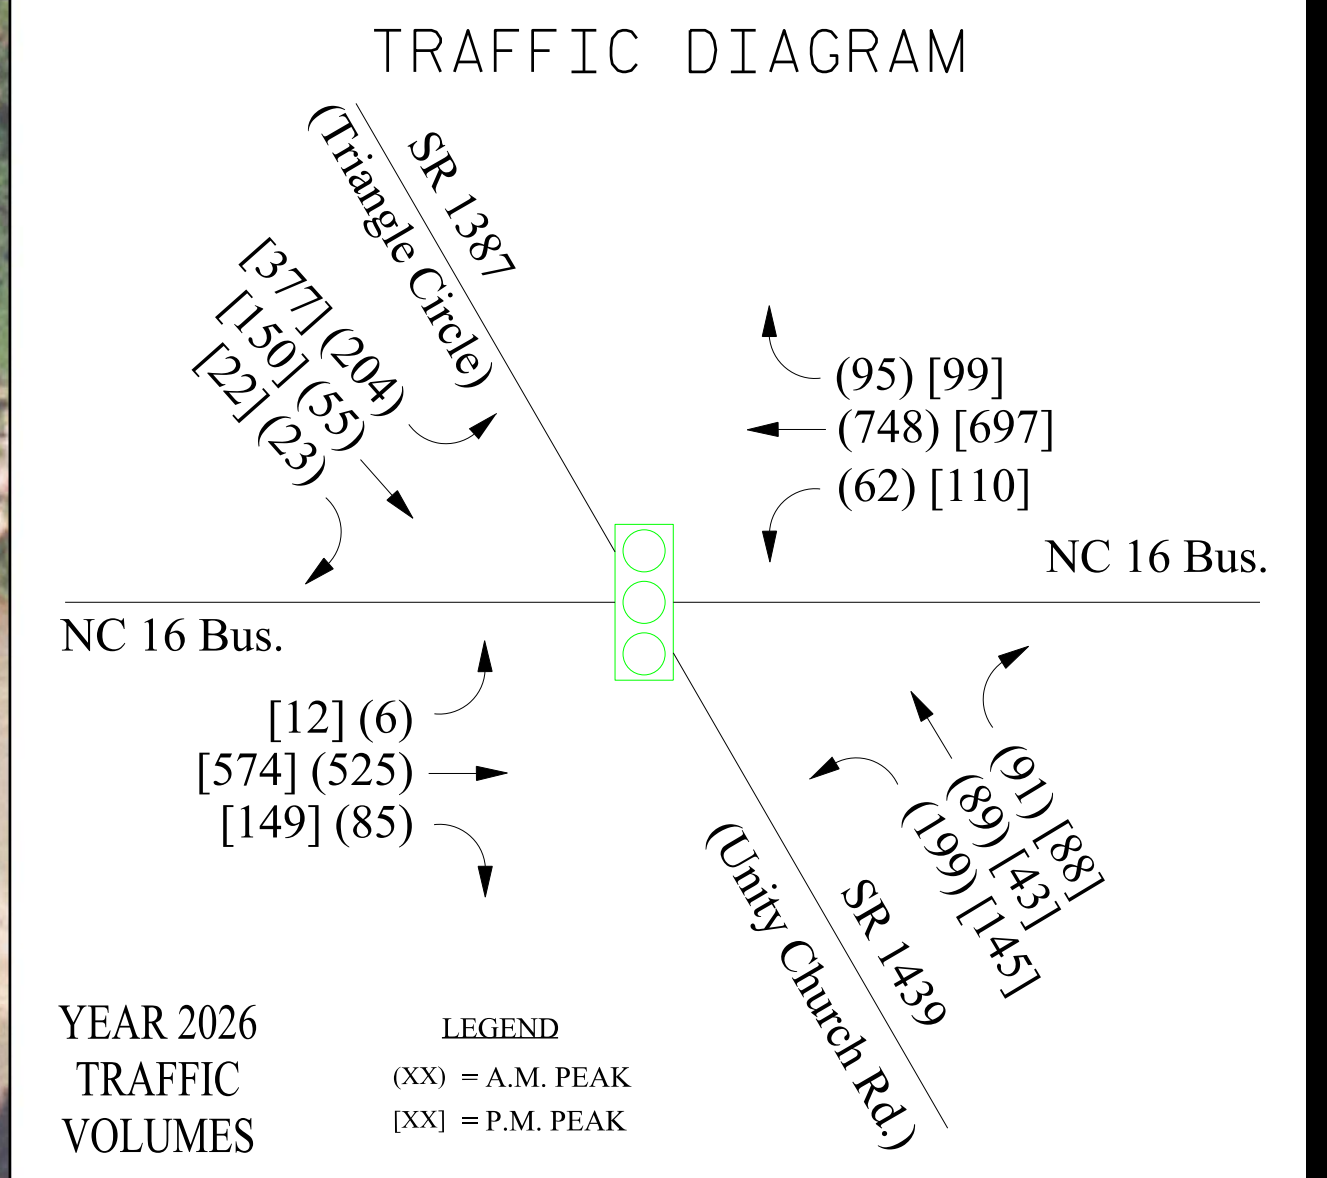 TRAFFIC DIAGRAM
SR 1387
(Triangle Circle)
[377] (204)
[150] (55)
[22] (23)
(95) [99]
(748) [697]
(62) [110]
NC 16 Bus.
NC 16 Bus.
[12] (6)
[574] (525)
[149] (85)
(91) [88]
(89) [43]
(199) [145]
SR 1439
(Unity Church Rd.)
YEAR 2026
TRAFFIC
VOLUMES
LEGEND
(XX) = A.M. PEAK
[XX] = P.M. PEAK